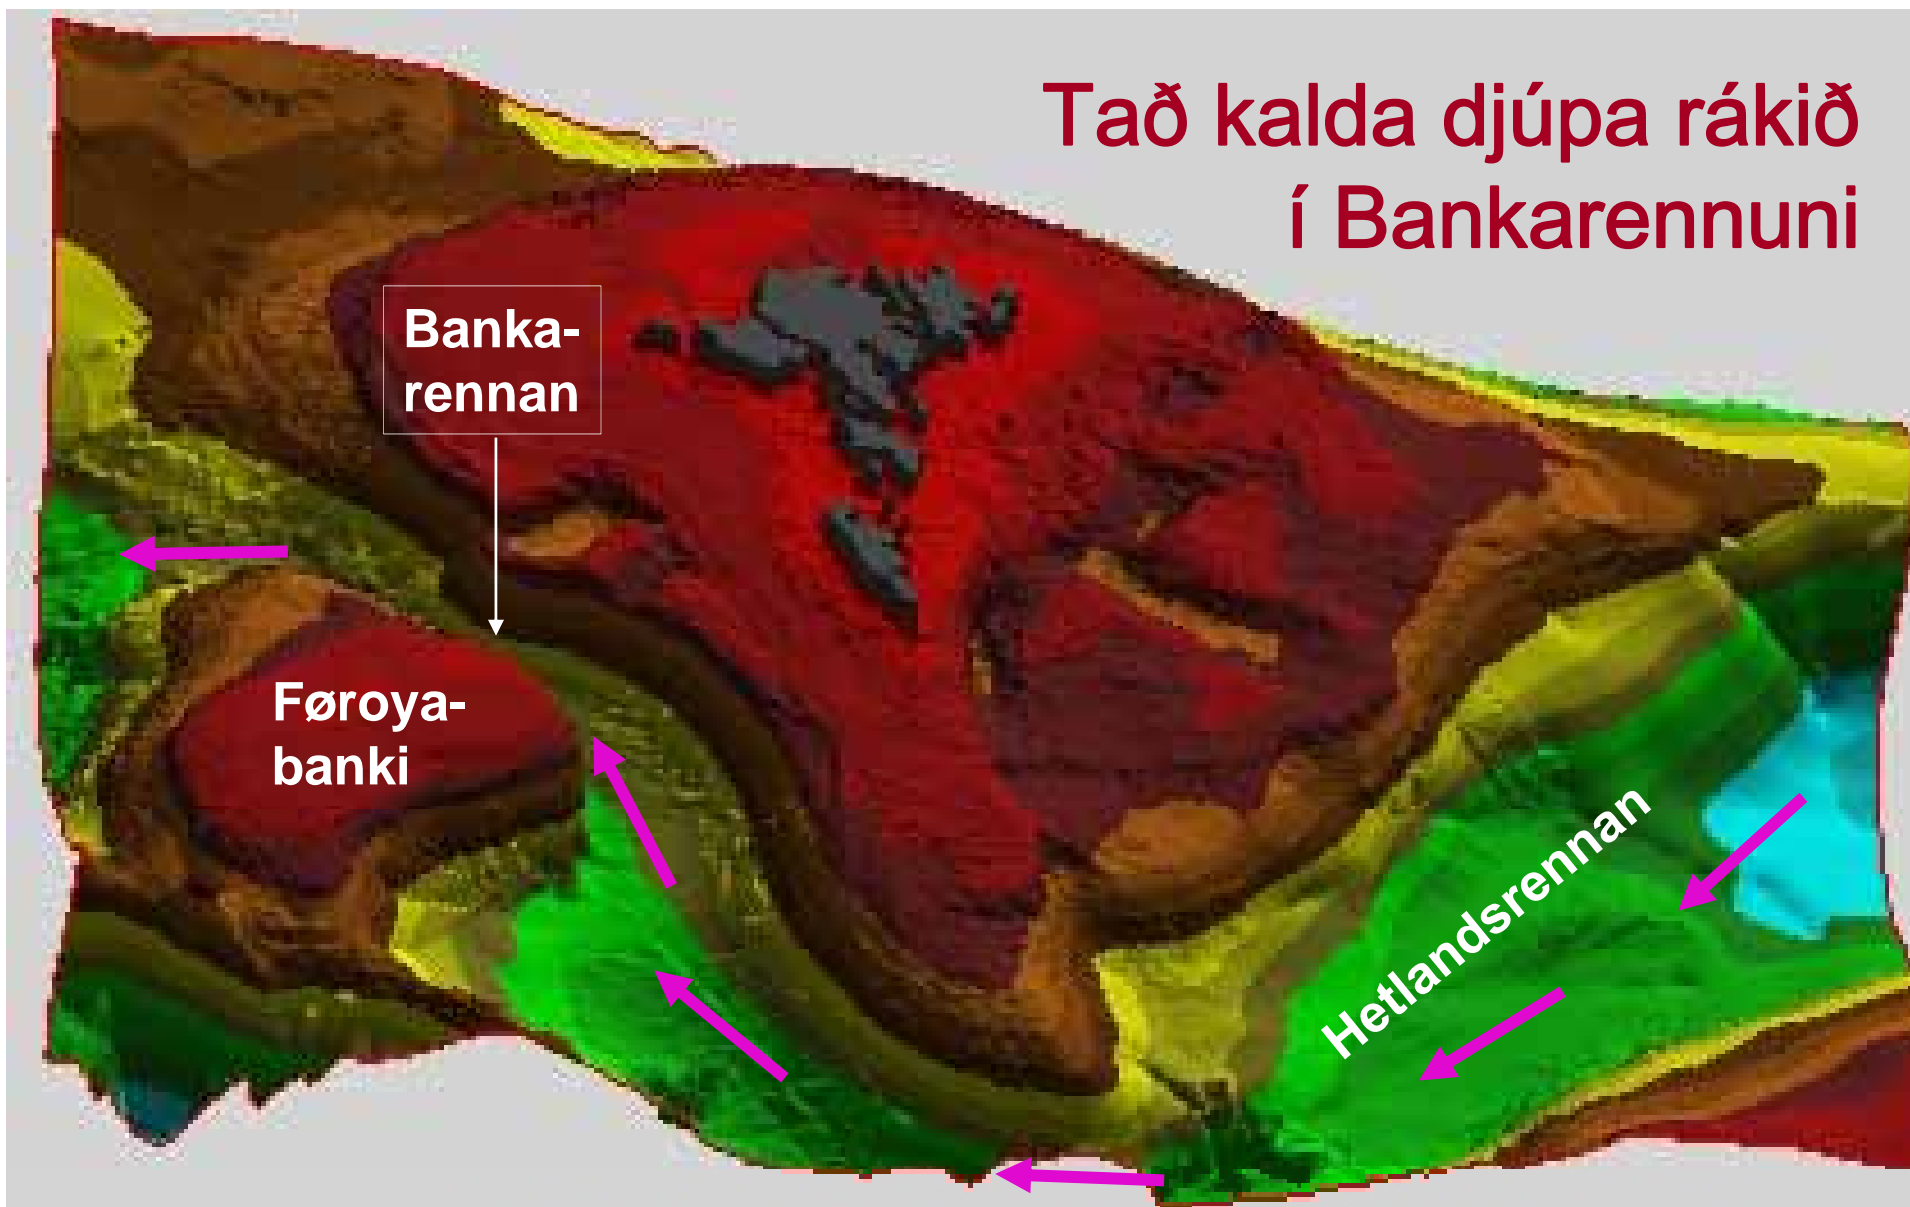 Tað kalda djúpa rákið
í Bankarennuni
Banka-
rennan
Føroya-
banki
Hetlandsrennan